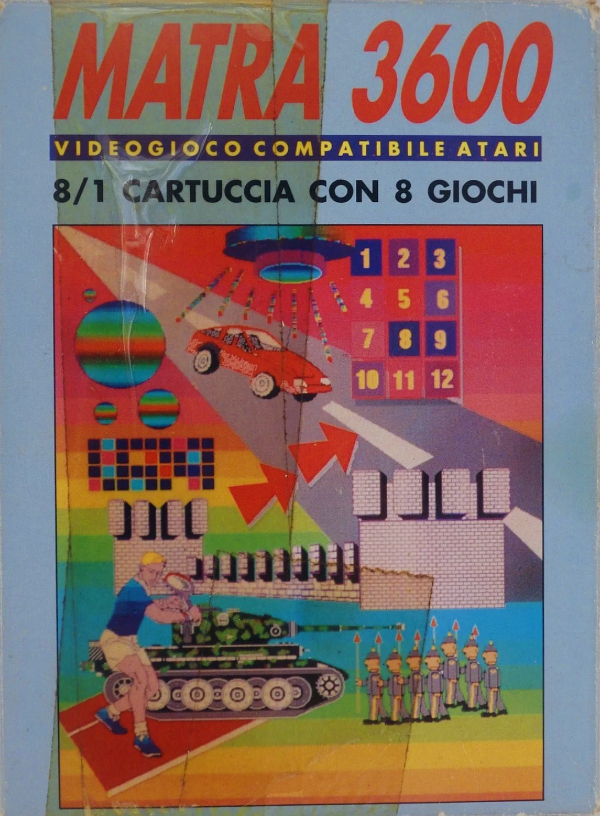 MATRA 3600
VIDEOGIOCO COMPATIBILE ATARI
8/1 CARTUCCIA CON 8 GIOCHI
1 2 3
4 5 6
7 8 9
10 11 12